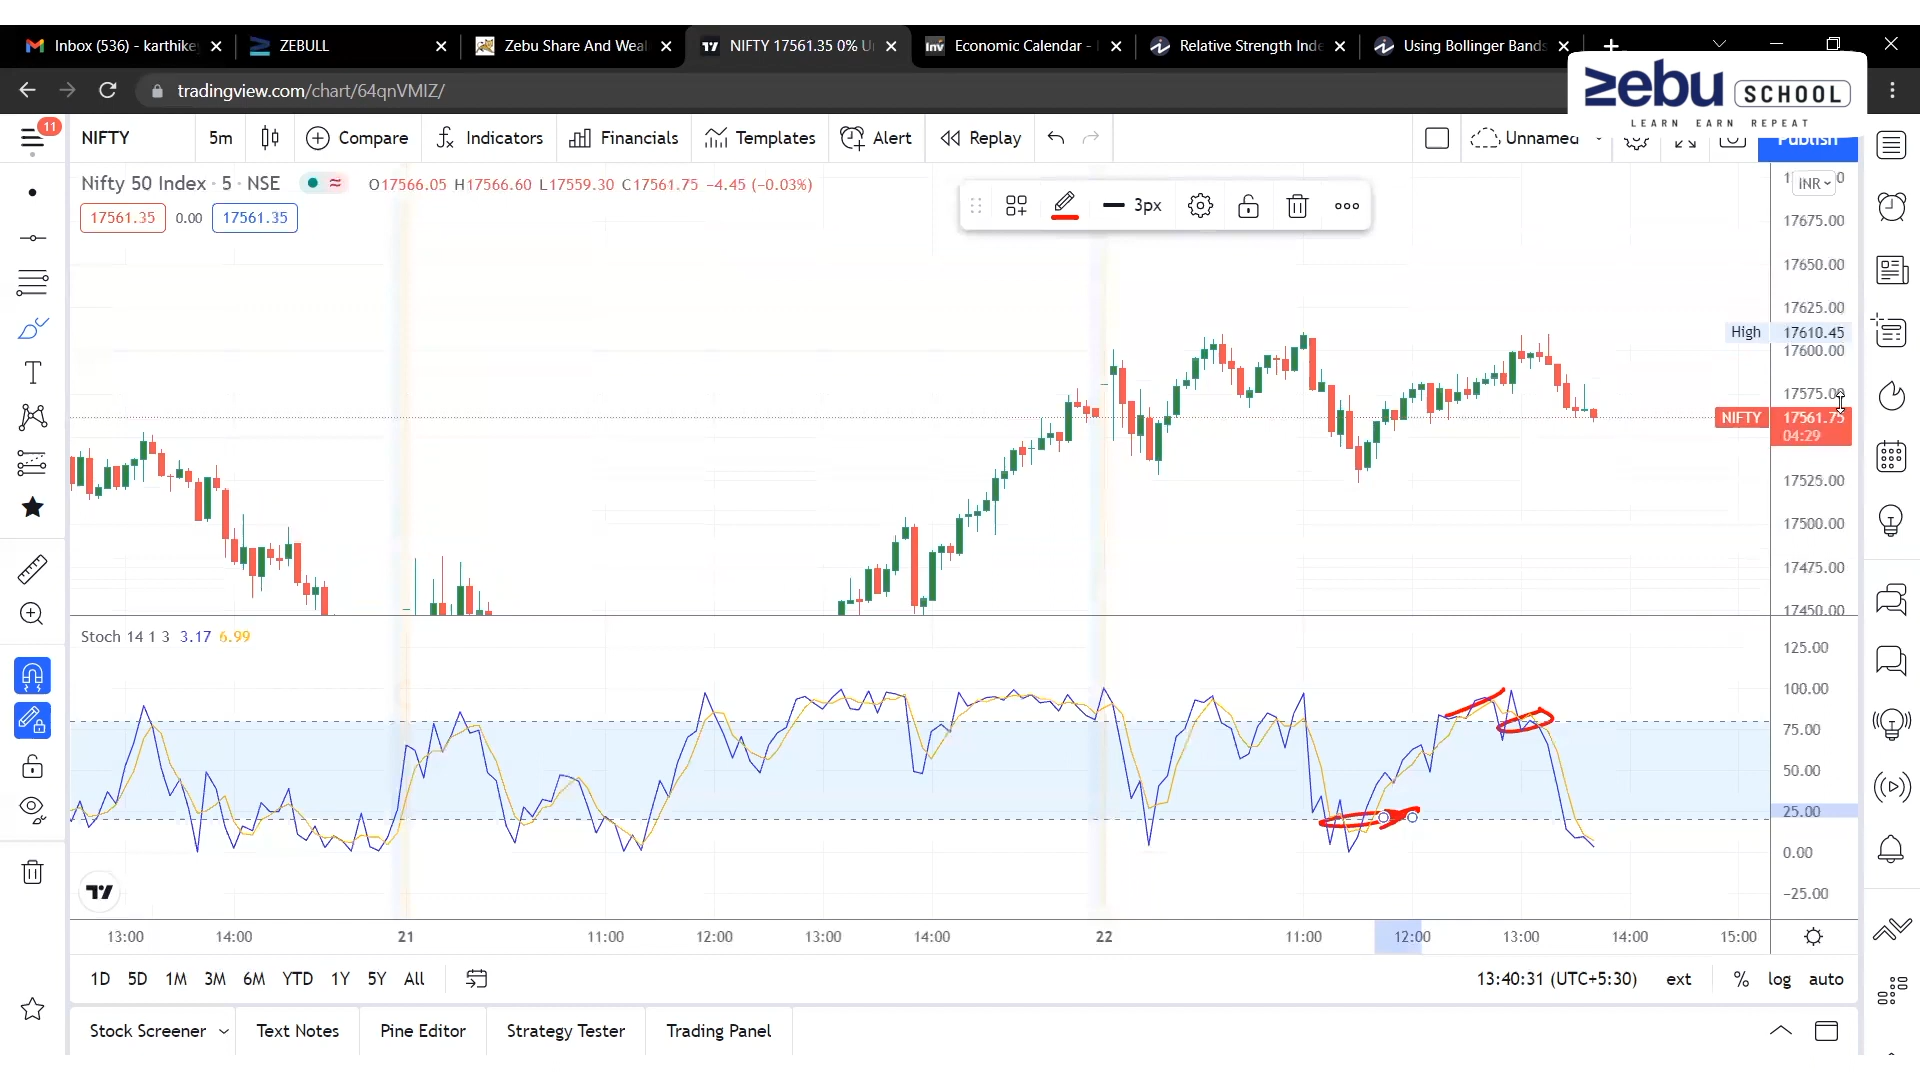 Inbox (536) - karthike
ZEBULL
Zebu Share And Weal
NIFTY 17561.35 0% U
Economic Calendar -
Relative Strength Inde
Using Bollinger Bands
tradingview.com/chart/64qnVMIZ/
zebu SCHOOL
LEARN EARN REPEAT
11
NIFTY
5m
Compare
Indicators
Financials
Templates
Alert
Replay
Unnamed
Publish
Nifty 50 Index · 5 · NSE
O17566.05 H17566.60 L17559.30 C17561.75 −4.45 (−0.03%)
17561.35 0.00 17561.35
3px
INR
17675.00
17650.00
17625.00
High 17610.45
17600.00
17575.00
NIFTY 17561.75
04:29
17525.00
17500.00
17475.00
17450.00
Stoch 14 1 3 3.17 6.99
125.00
100.00
75.00
50.00
25.00
0.00
−25.00
13:00 14:00 21 11:00 12:00 13:00 14:00 22 11:00 12:00 13:00 14:00 15:00
1D 5D 1M 3M 6M YTD 1Y 5Y All
13:40:31 (UTC+5:30) ext % log auto
Stock Screener Text Notes Pine Editor Strategy Tester Trading Panel